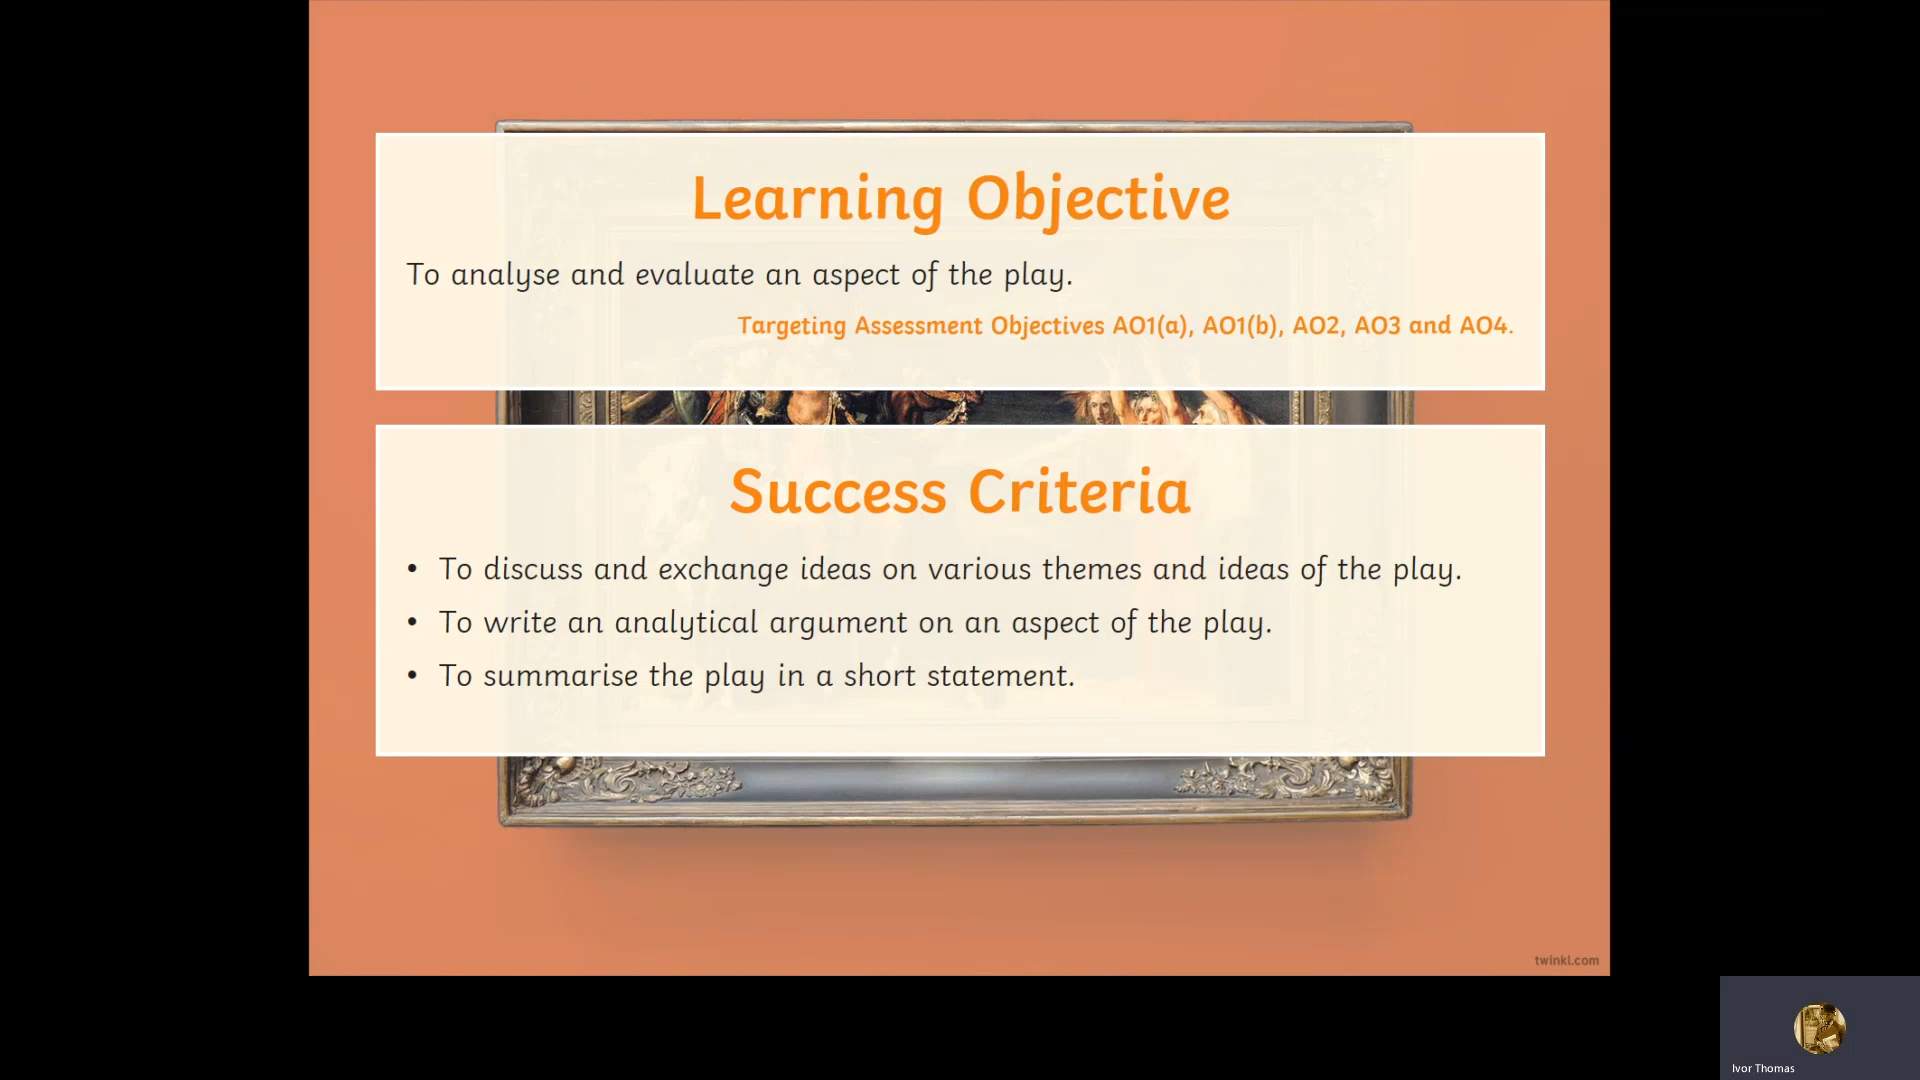 Learning Objective
To analyse and evaluate an aspect of the play.
Targeting Assessment Objectives AO1(a), AO1(b), AO2, AO3 and AO4.
Success Criteria
• To discuss and exchange ideas on various themes and ideas of the play.
• To write an analytical argument on an aspect of the play.
• To summarise the play in a short statement.
twinkl.com
Ivor Thomas